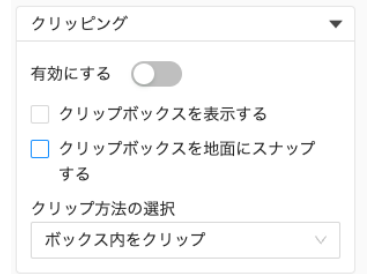 クリッピング
有効にする
クリップボックスを表示する
クリップボックスを地面にスナップ
する
クリップ方法の選択
ボックス内をクリップ